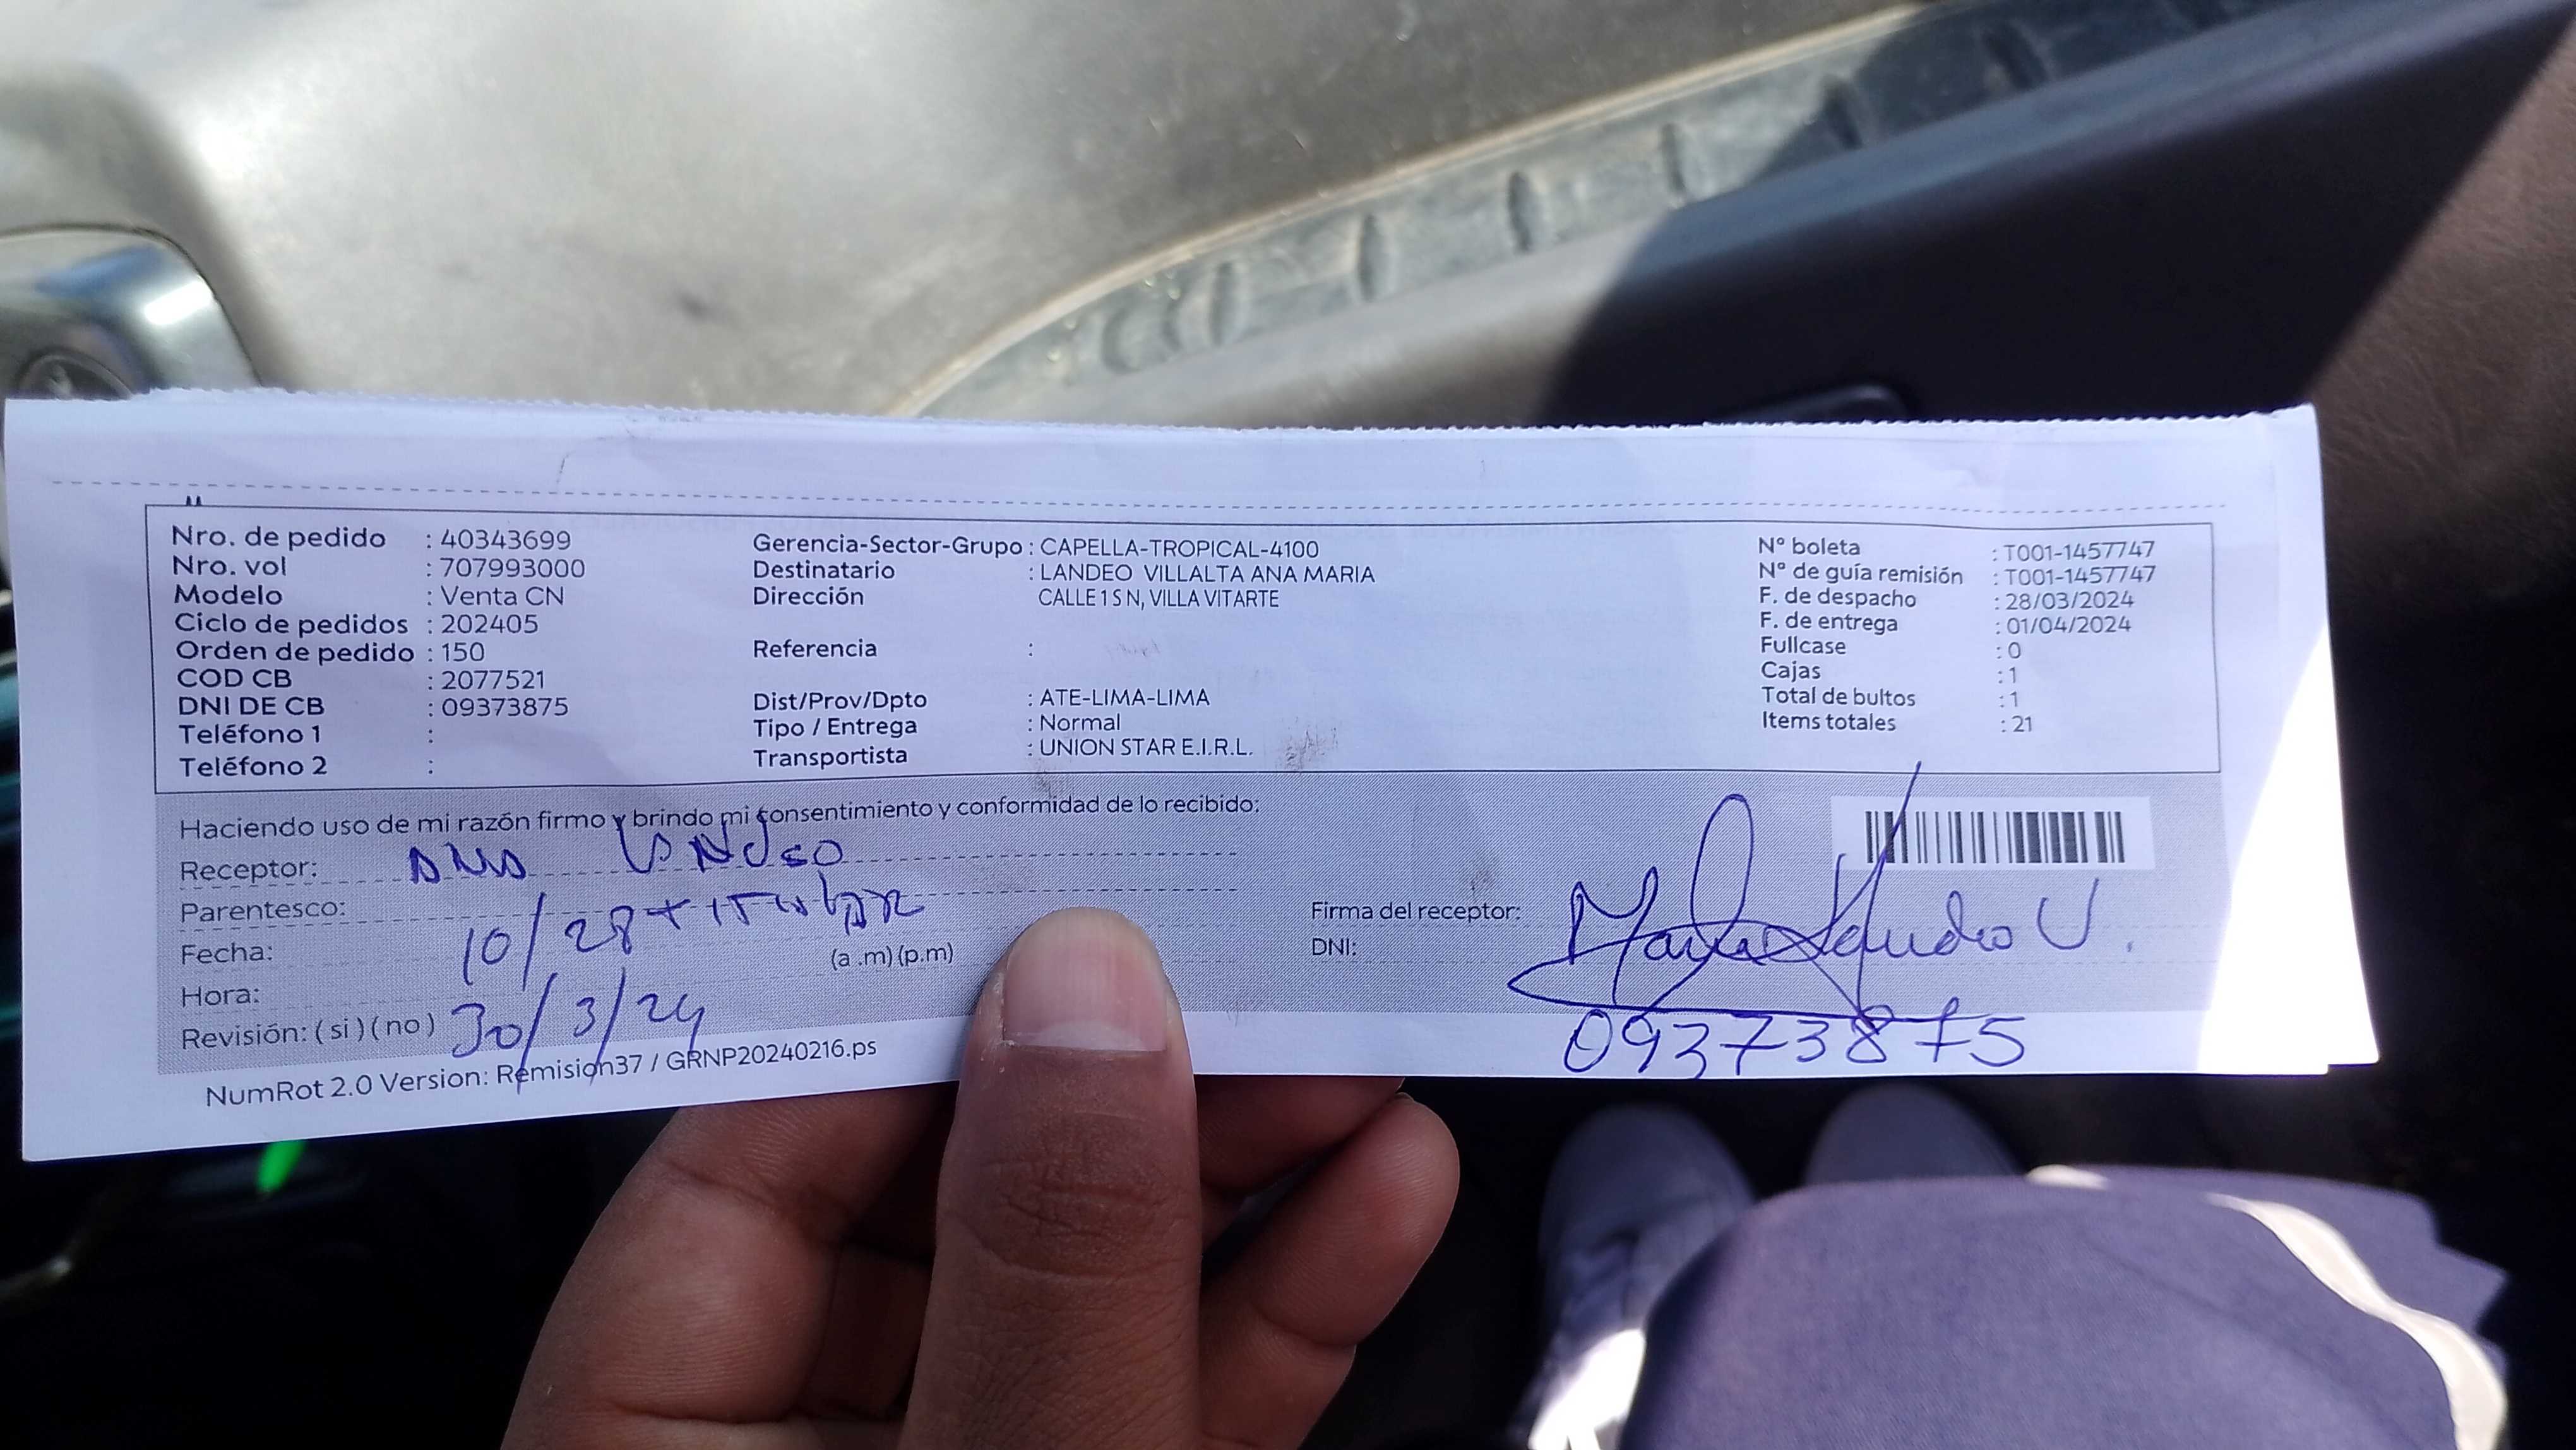 Nro. de pedido : 40343699
Nro. vol : 707993000
Modelo : Venta CN
Ciclo de pedidos : 202405
Orden de pedido : 150
COD CB : 2077521
DNI DE CB : 09373875
Teléfono 1 :
Teléfono 2 :
Gerencia-Sector-Grupo : CAPELLA-TROPICAL-4100
Destinatario : LANDEO VILLALTA ANA MARIA
Dirección CALLE 1 S N, VILLA VITARTE
Referencia :
Dist/Prov/Dpto : ATE-LIMA-LIMA
Tipo / Entrega : Normal
Transportista : UNION STAR E.I.R.L.
N° boleta : T001-1457747
N° de guía remisión : T001-1457747
F. de despacho : 28/03/2024
F. de entrega : 01/04/2024
Fullcase : 0
Cajas : 1
Total de bultos : 1
Items totales : 21
Haciendo uso de mi razón firmo y brindo mi consentimiento y conformidad de lo recibido:
Receptor: ANA
Parentesco: titular
Fecha: 10/28
(a .m) (p.m)
Hora:
Revisión: ( si ) ( no ) 30/3/24
Firma del receptor:
DNI:
09373875
NumRot 2.0 Version: Remision37 / GRNP20240216.ps